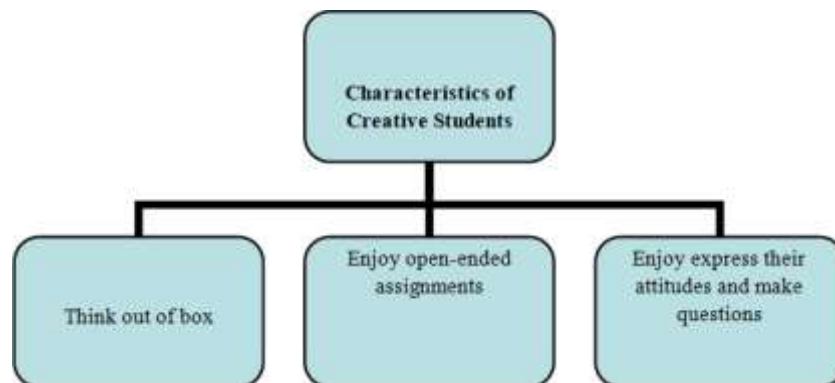 Characteristics of
Creative Students
Think out of box
Enjoy open-ended
assignments
Enjoy express their
attitudes and make
questions